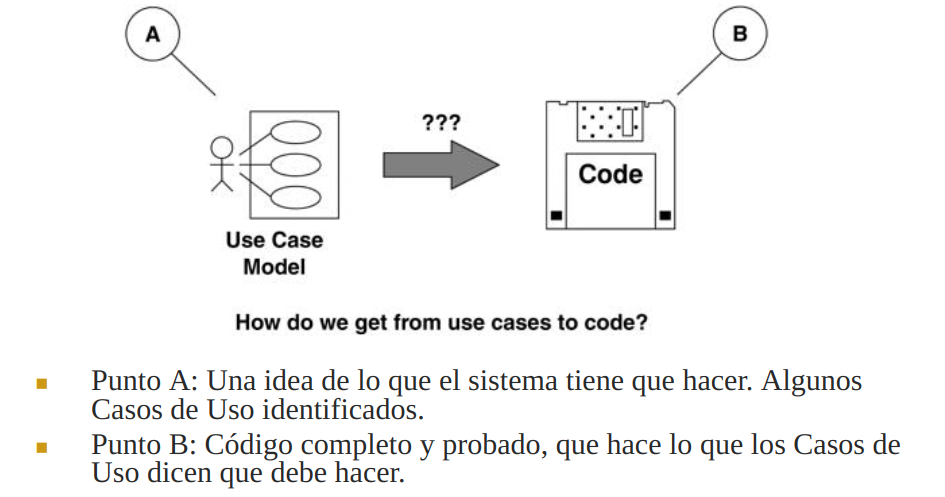 A
B
???
Code
Use Case
Model
How do we get from use cases to code?
Punto A: Una idea de lo que el sistema tiene que hacer. Algunos
Casos de Uso identificados.
Punto B: Código completo y probado, que hace lo que los Casos de
Uso dicen que debe hacer.